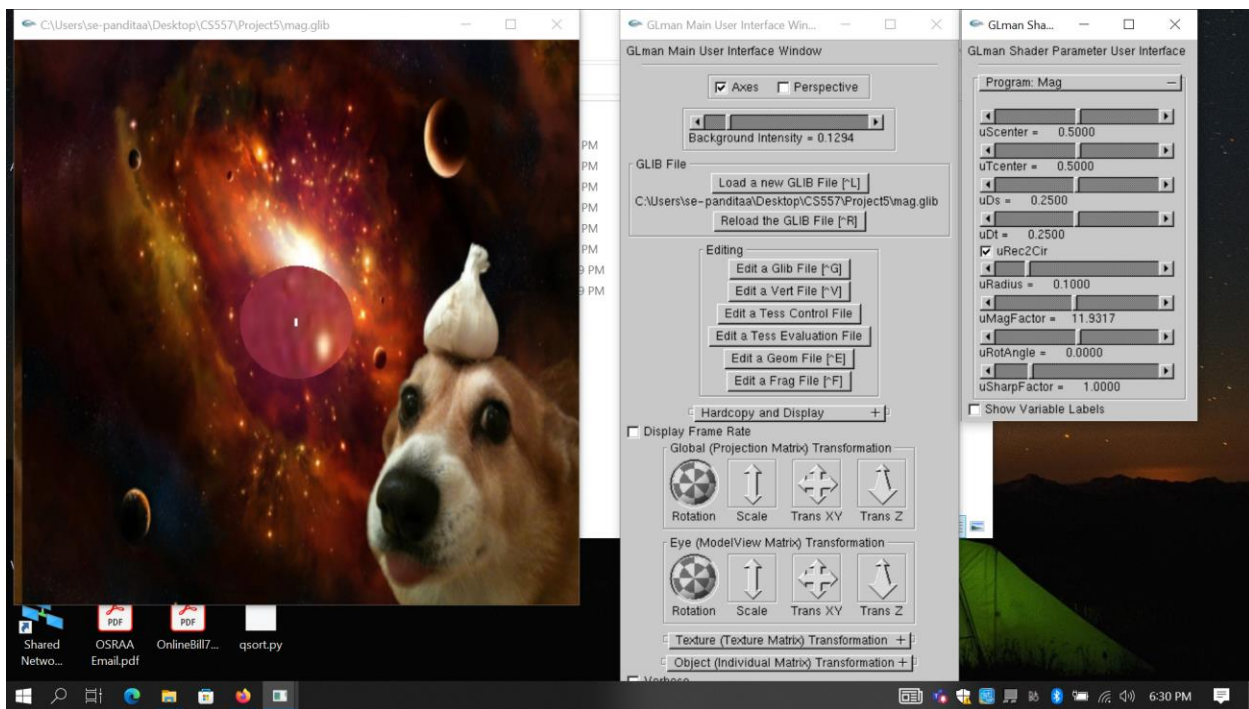 C:\Users\se-panditaa\Desktop\CS557\Project5\mag.glib
PM
PM
PM
PM
PM
PM
9 PM
9 PM
Shared
Netwo...
PDF
OSRAA
Email.pdf
PDF
OnlineBill7...
qsort.py
GLman Main User Interface Win...
GLman Main User Interface Window
Axes
Perspective
Background Intensity = 0.1294
GLIB File
Load a new GLIB File [^L]
C:\Users\se-panditaa\Desktop\CS557\Project5\mag.glib
Reload the GLIB File [^R]
Editing
Edit a Glib File [^G]
Edit a Vert File [^V]
Edit a Tess Control File
Edit a Tess Evaluation File
Edit a Geom File [^E]
Edit a Frag File [^F]
Hardcopy and Display +
Display Frame Rate
Global (Projection Matrix) Transformation
Rotation Scale Trans XY Trans Z
Eye (ModelView Matrix) Transformation
Rotation Scale Trans XY Trans Z
Texture (Texture Matrix) Transformation +
Object (Individual Matrix) Transformation +
Verbose
GLman Sha...
GLman Shader Parameter User Interface
Program: Mag
uScenter = 0.5000
uTcenter = 0.5000
uDs = 0.2500
uDt = 0.2500
uRec2Cir
uRadius = 0.1000
uMagFactor = 11.9317
uRotAngle = 0.0000
uSharpFactor = 1.0000
Show Variable Labels
6:30 PM